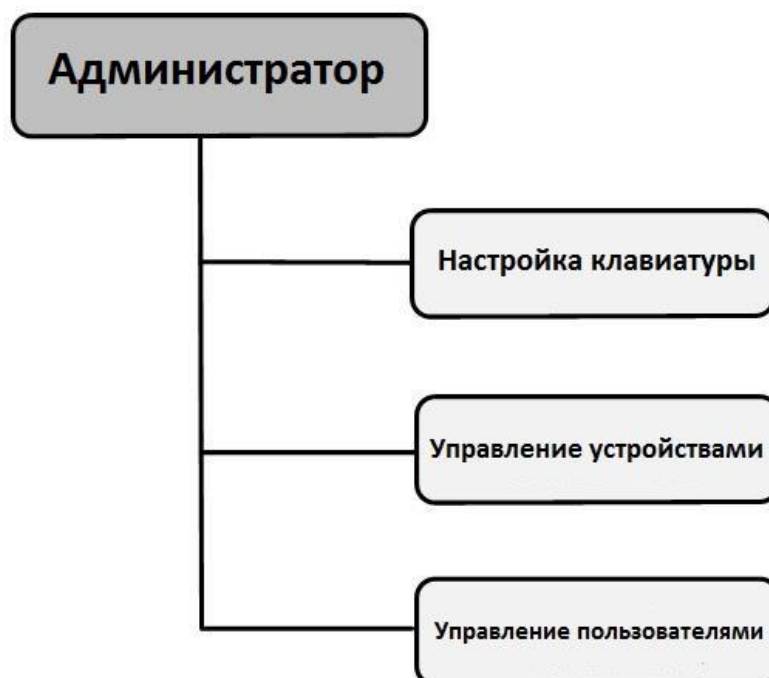 Администратор
Настройка клавиатуры
Управление устройствами
Управление пользователями